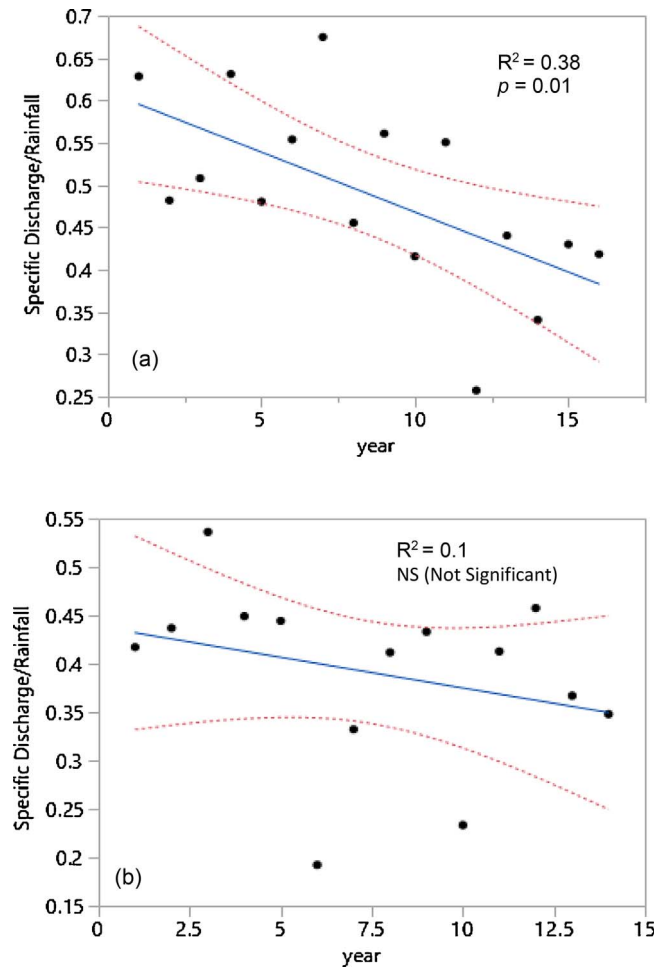 0.7
0.65
0.6
0.55
0.5
0.45
0.4
0.35
0.3
0.25
Specific Discharge/Rainfall
R² = 0.38
p = 0.01
(a)
0 5 10 15
year
0.55
0.5
0.45
0.4
0.35
0.3
0.25
0.2
0.15
Specific Discharge/Rainfall
R² = 0.1
NS (Not Significant)
(b)
0 2.5 5 7.5 10 12.5 15
year